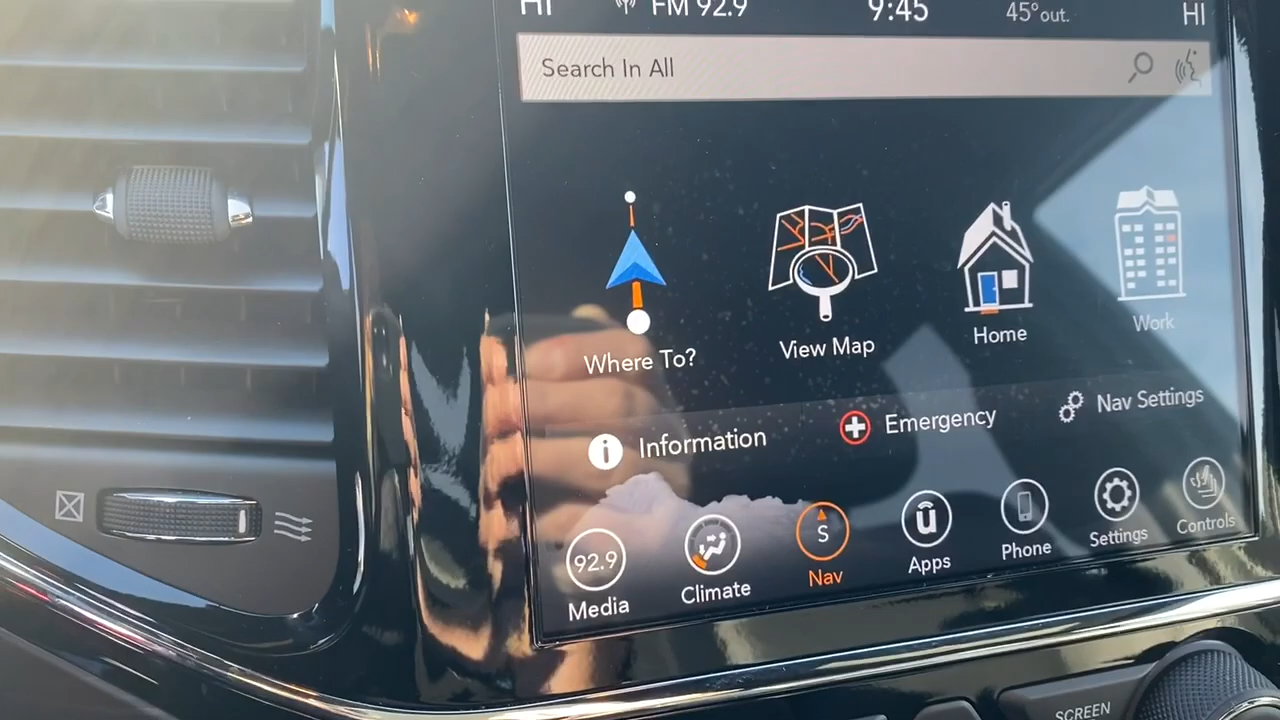 HI FM 92.9 9:45 45°out. HI
Search In All
Where To? View Map Home Work
Information Emergency Nav Settings
92.9 S u
Media Climate Nav Apps Phone Settings Controls
SCREEN